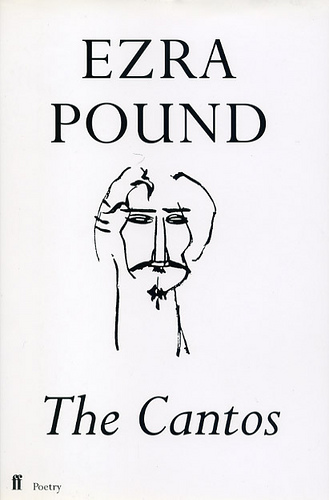 EZRA
POUND
The Cantos
ff Poetry